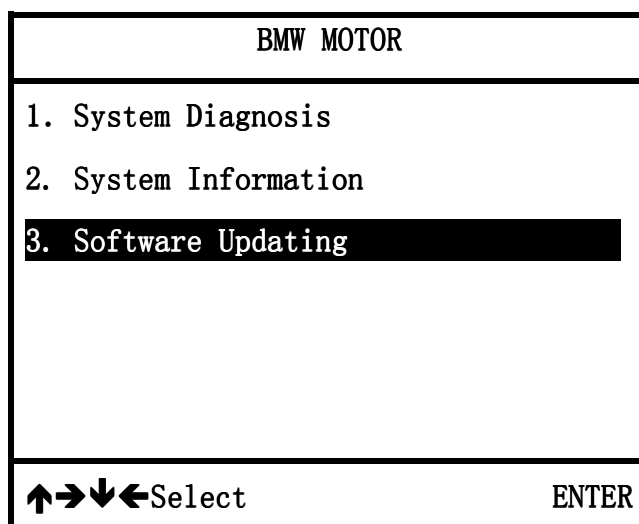 BMW MOTOR
1. System Diagnosis
2. System Information
3. Software Updating
↑→↓←Select ENTER